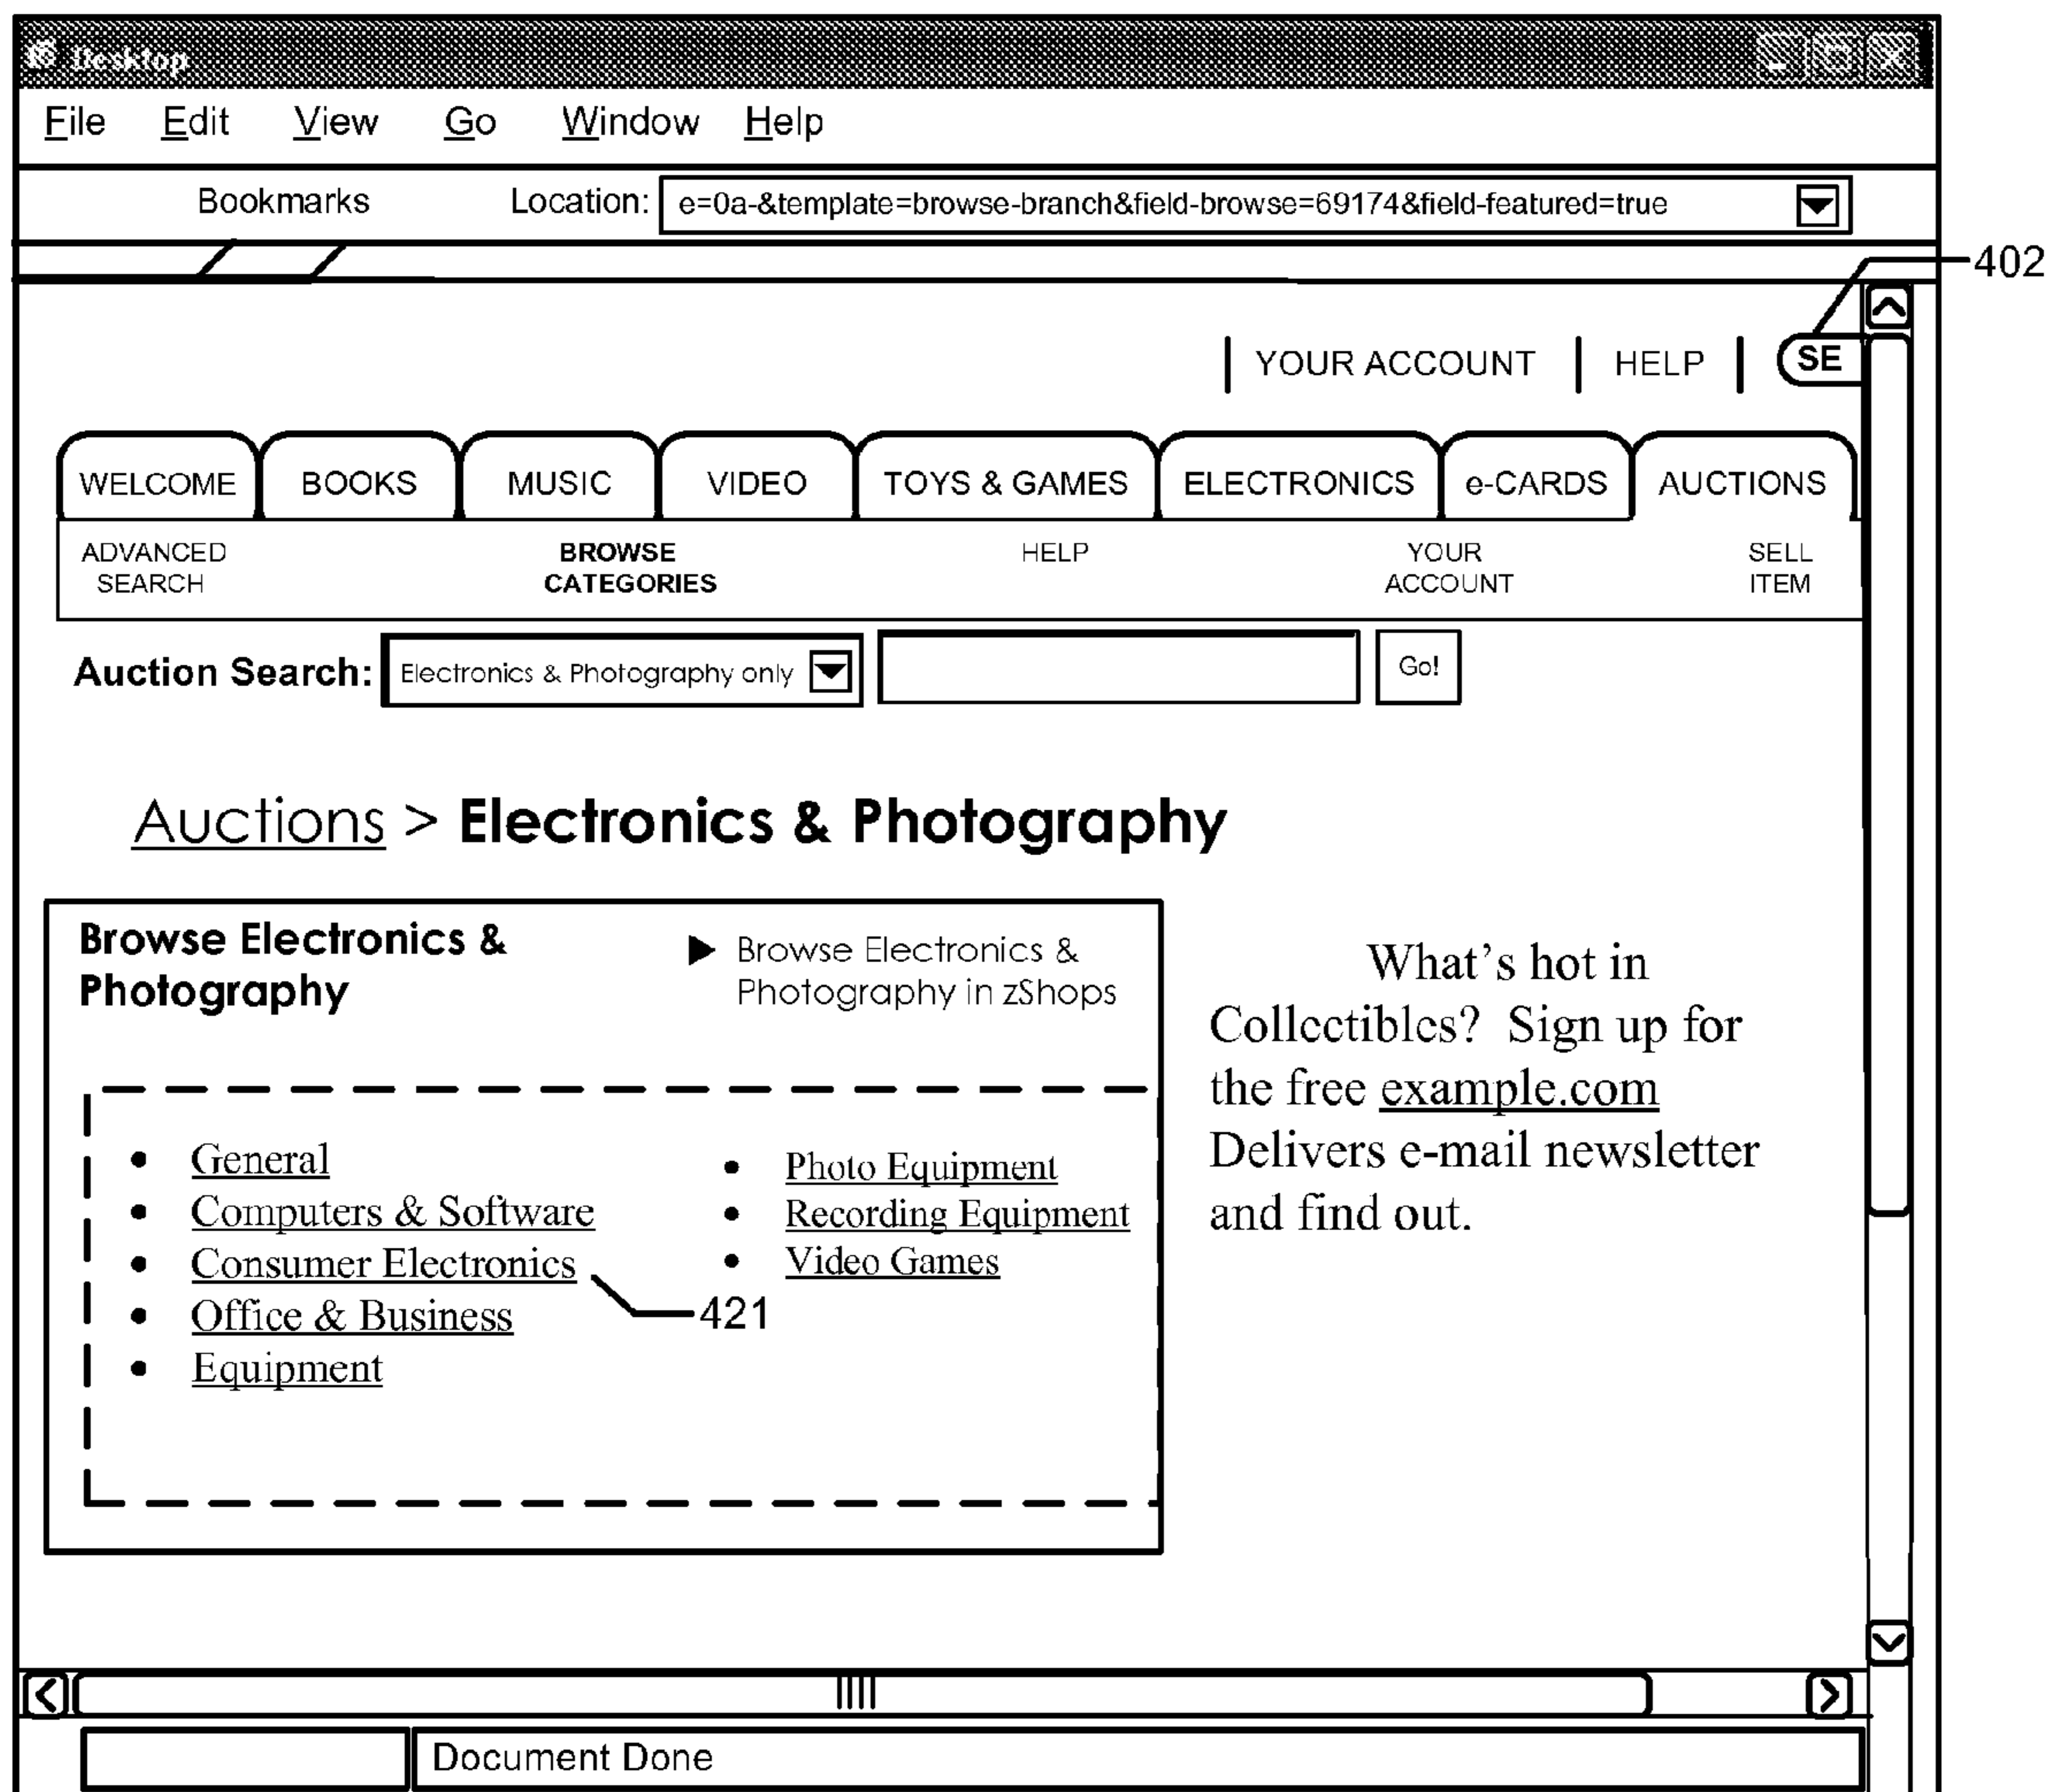 Desktop
File Edit View Go Window Help
Bookmarks Location: e=0a-&template=browse-branch&field-browse=69174&field-featured=true
402
YOUR ACCOUNT HELP SE
WELCOME BOOKS MUSIC VIDEO TOYS & GAMES ELECTRONICS e-CARDS AUCTIONS
ADVANCED SEARCH
BROWSE CATEGORIES
HELP
YOUR ACCOUNT
SELL ITEM
Auction Search: Electronics & Photography only Go!
Auctions > Electronics & Photography
Browse Electronics &
Photography
Browse Electronics &
Photography in zShops
• General
• Computers & Software
• Consumer Electronics
421
• Office & Business
• Equipment
• Photo Equipment
• Recording Equipment
• Video Games
What's hot in
Collectibles? Sign up for
the free example.com
Delivers e-mail newsletter
and find out.
Document Done